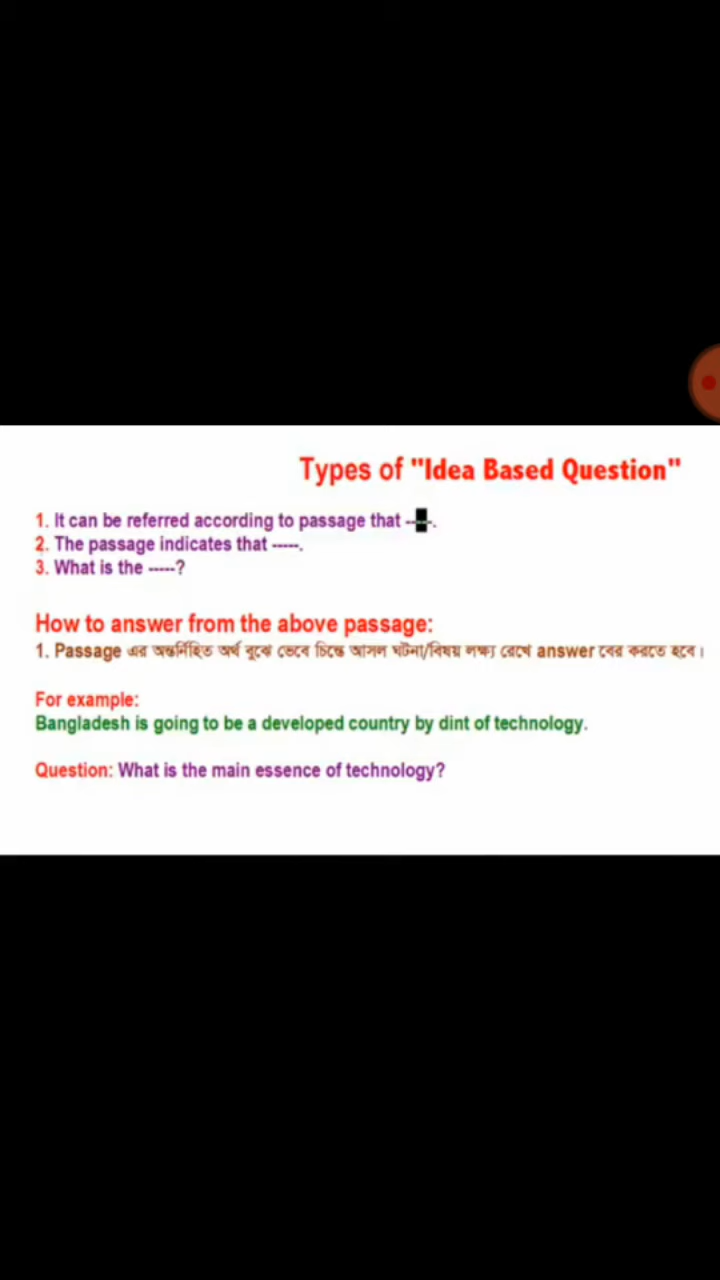 Types of "Idea Based Question"
1. It can be referred according to passage that -----.
2. The passage indicates that -----.
3. What is the -----?
How to answer from the above passage:
1. Passage এর অন্তর্নিহিত অর্থ বুঝে ভেবে চিন্তে আসল ঘটনা/বিষয় লক্ষ্য রেখে answer বের করতে হবে।
For example:
Bangladesh is going to be a developed country by dint of technology.
Question: What is the main essence of technology?